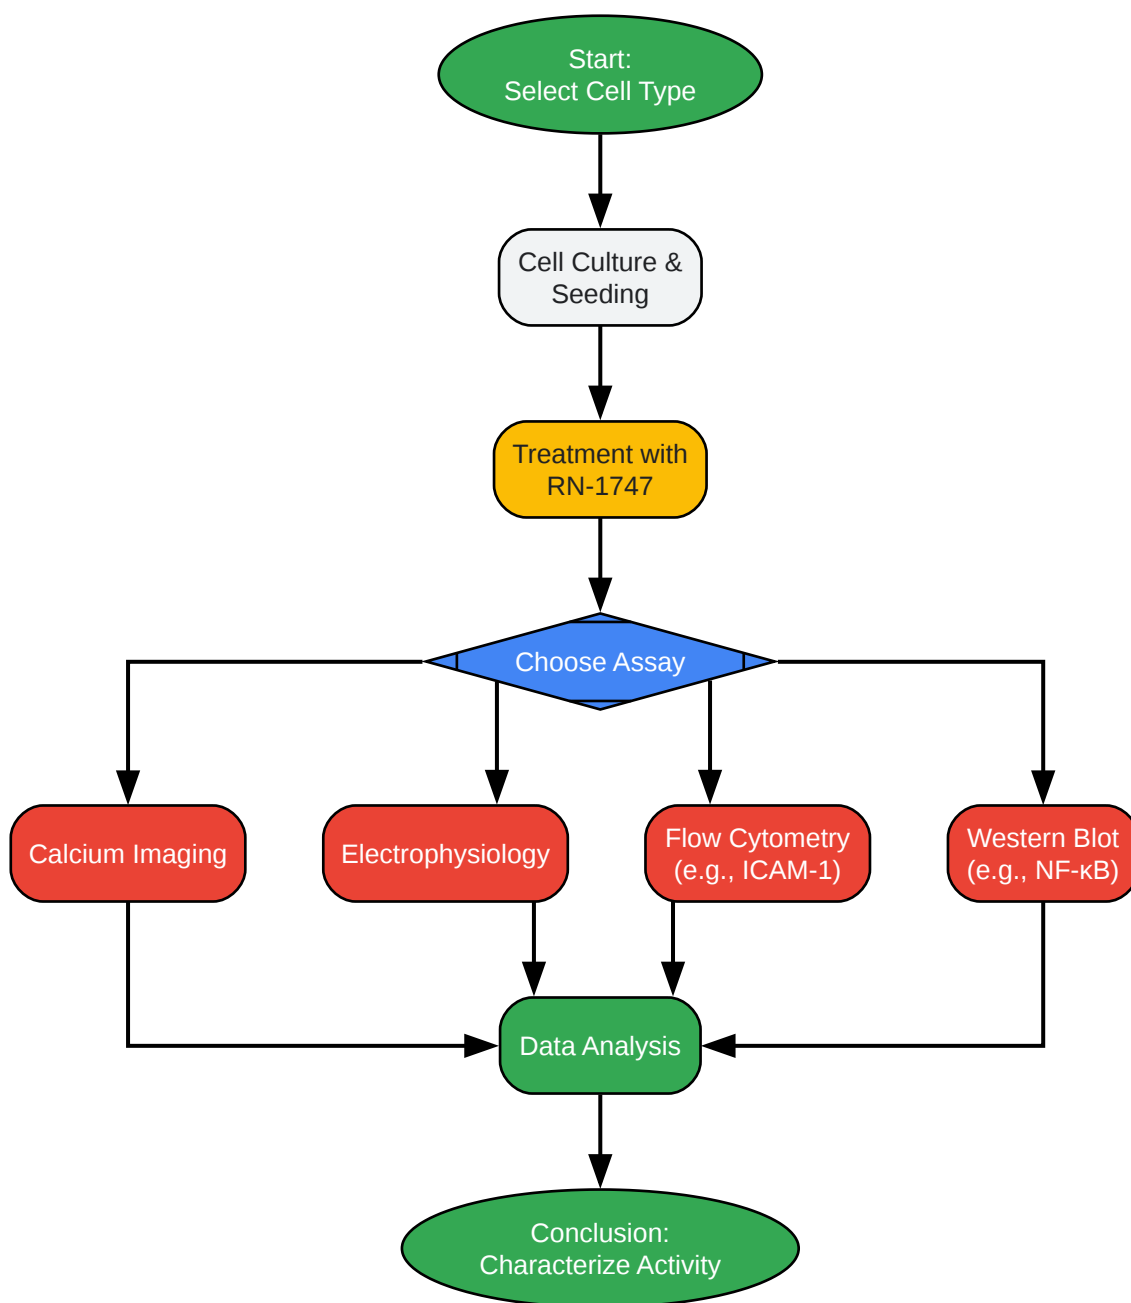 Start:
Select Cell Type
Cell Culture &
Seeding
Treatment with
RN-1747
Choose Assay
Calcium Imaging
Electrophysiology
Flow Cytometry
(e.g., ICAM-1)
Western Blot
(e.g., NF-κB)
Data Analysis
Conclusion:
Characterize Activity